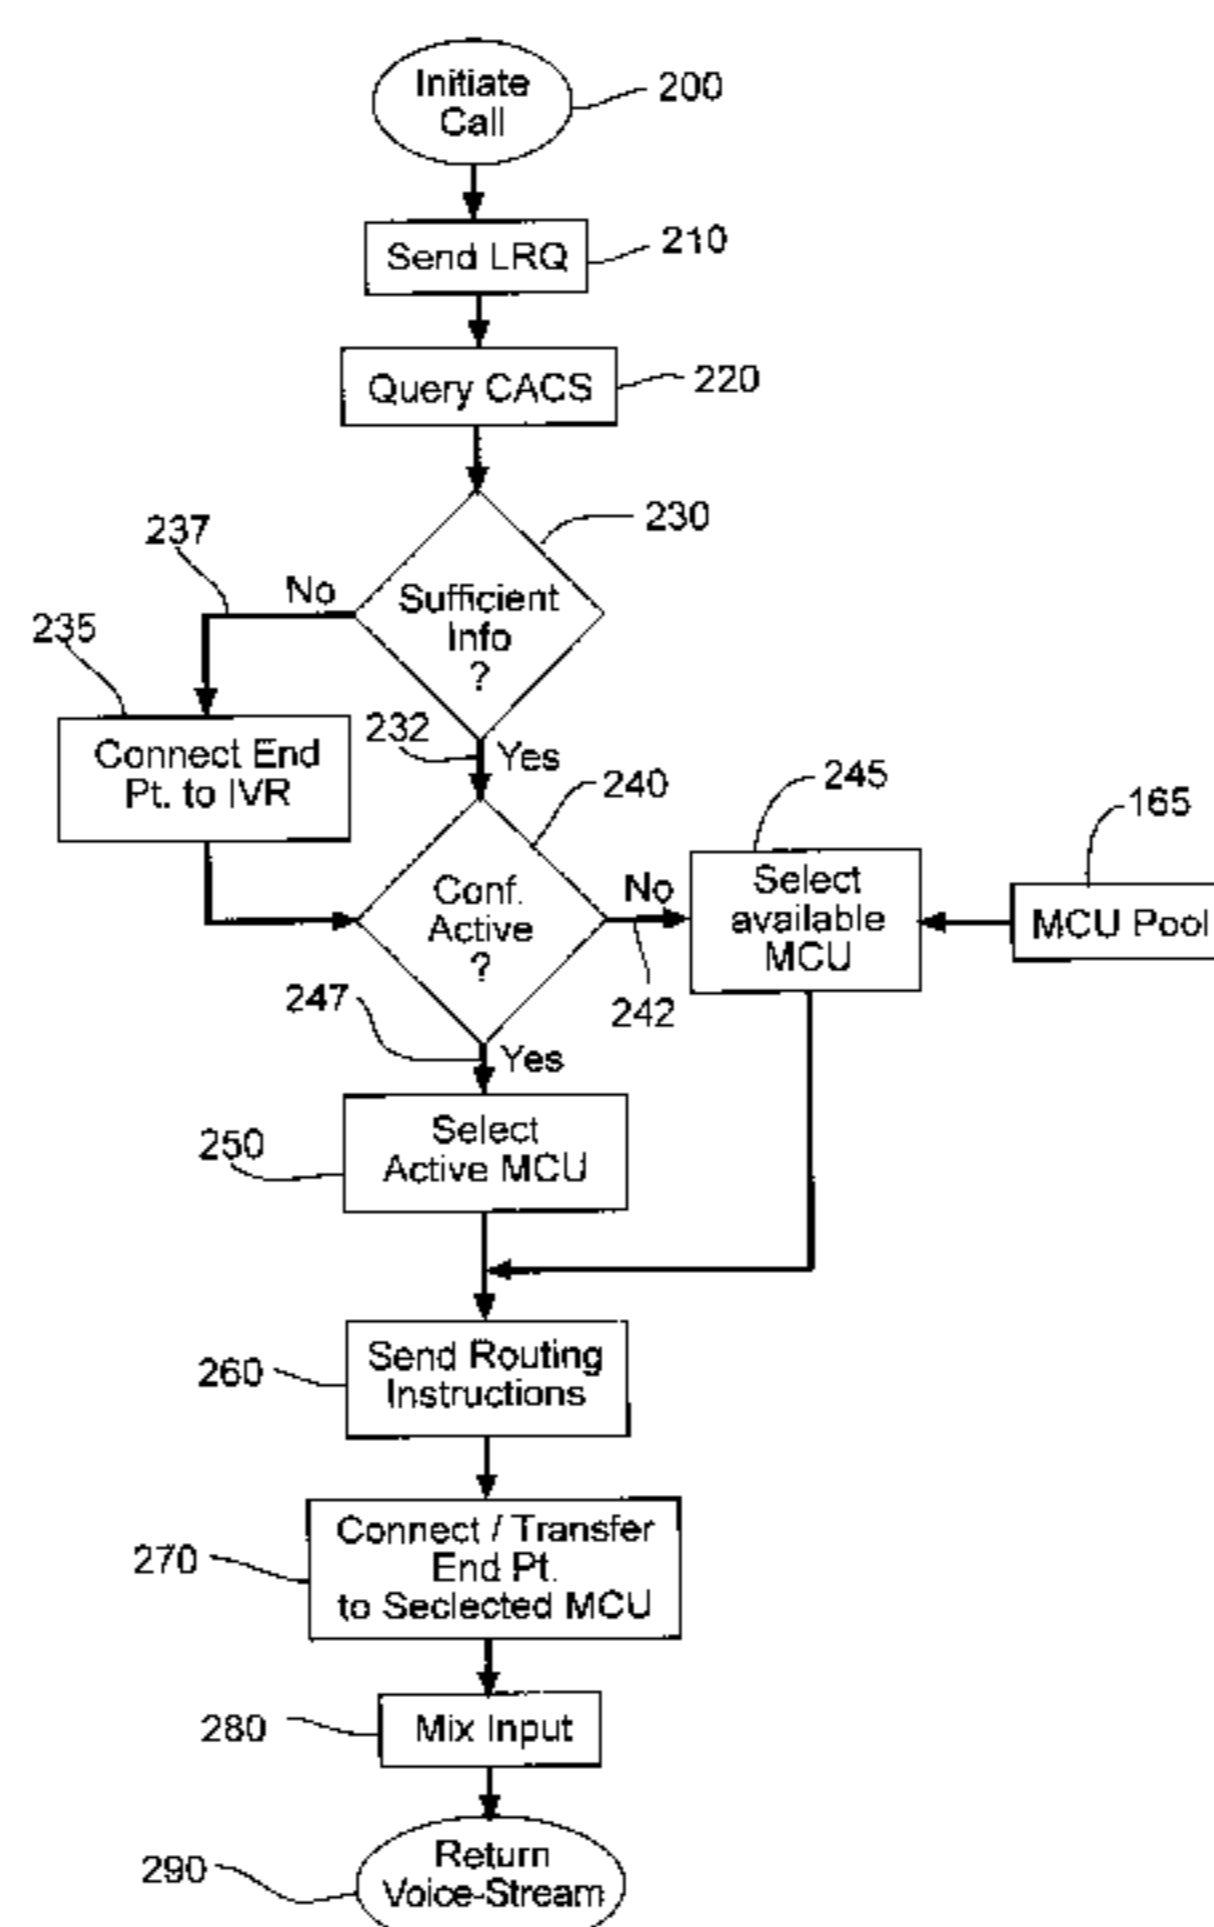 Initiate
Call
200
Send LRQ
210
Query CACS
220
230
237
No
Sufficient
Info
?
235
232
Yes
Connect End
Pt. to IVR
240
245
165
Conf.
Active
?
No
242
Select
available
MCU
MCU Pool
247
Yes
250
Select
Active MCU
260
Send Routing
Instructions
270
Connect / Transfer
End Pt.
to Seclected MCU
280
Mix Input
290
Return
Voice-Stream